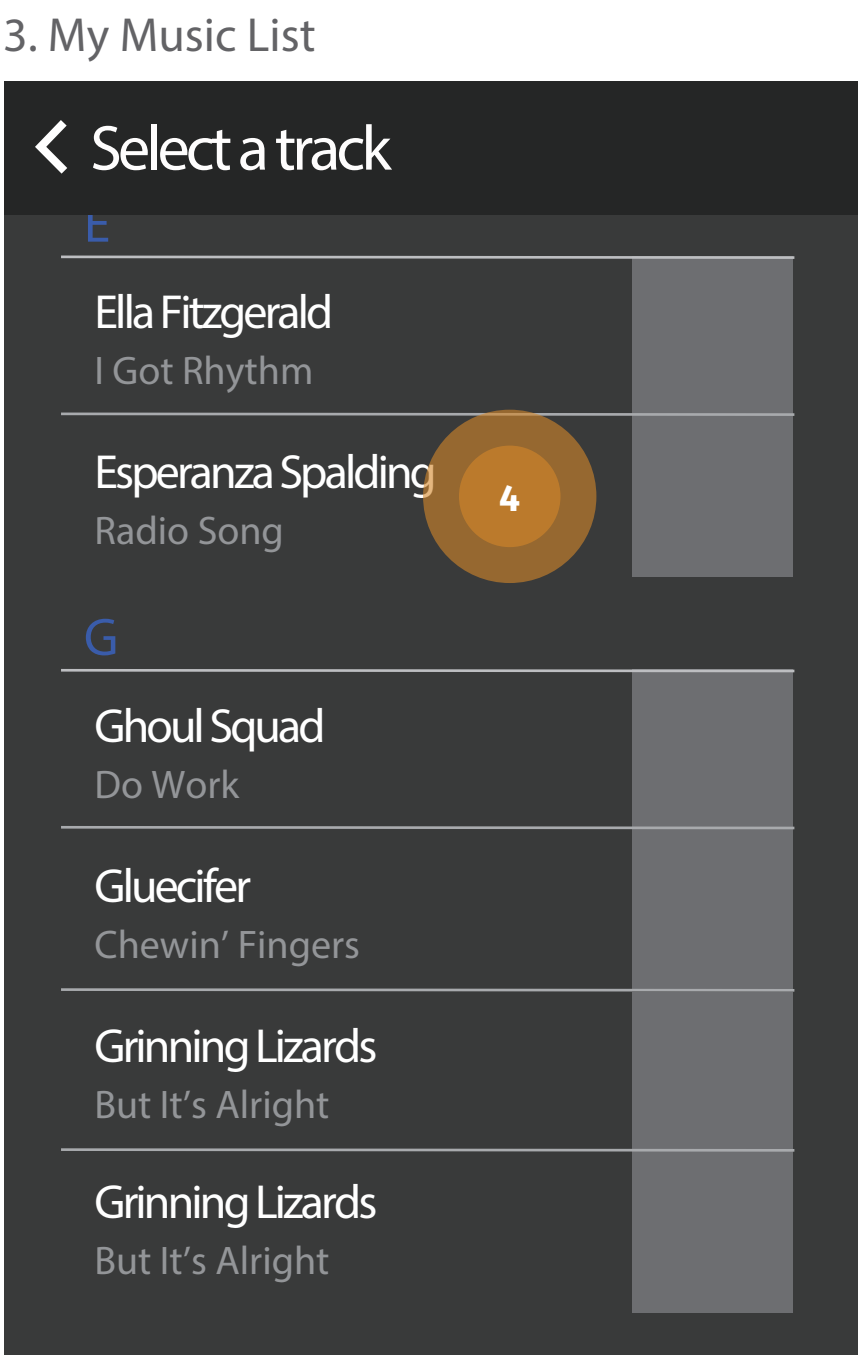 3. My Music List
Select a track
E
Ella Fitzgerald
I Got Rhythm
Esperanza Spalding
4
Radio Song
G
Ghoul Squad
Do Work
Gluecifer
Chewin’ Fingers
Grinning Lizards
But It’s Alright
Grinning Lizards
But It’s Alright